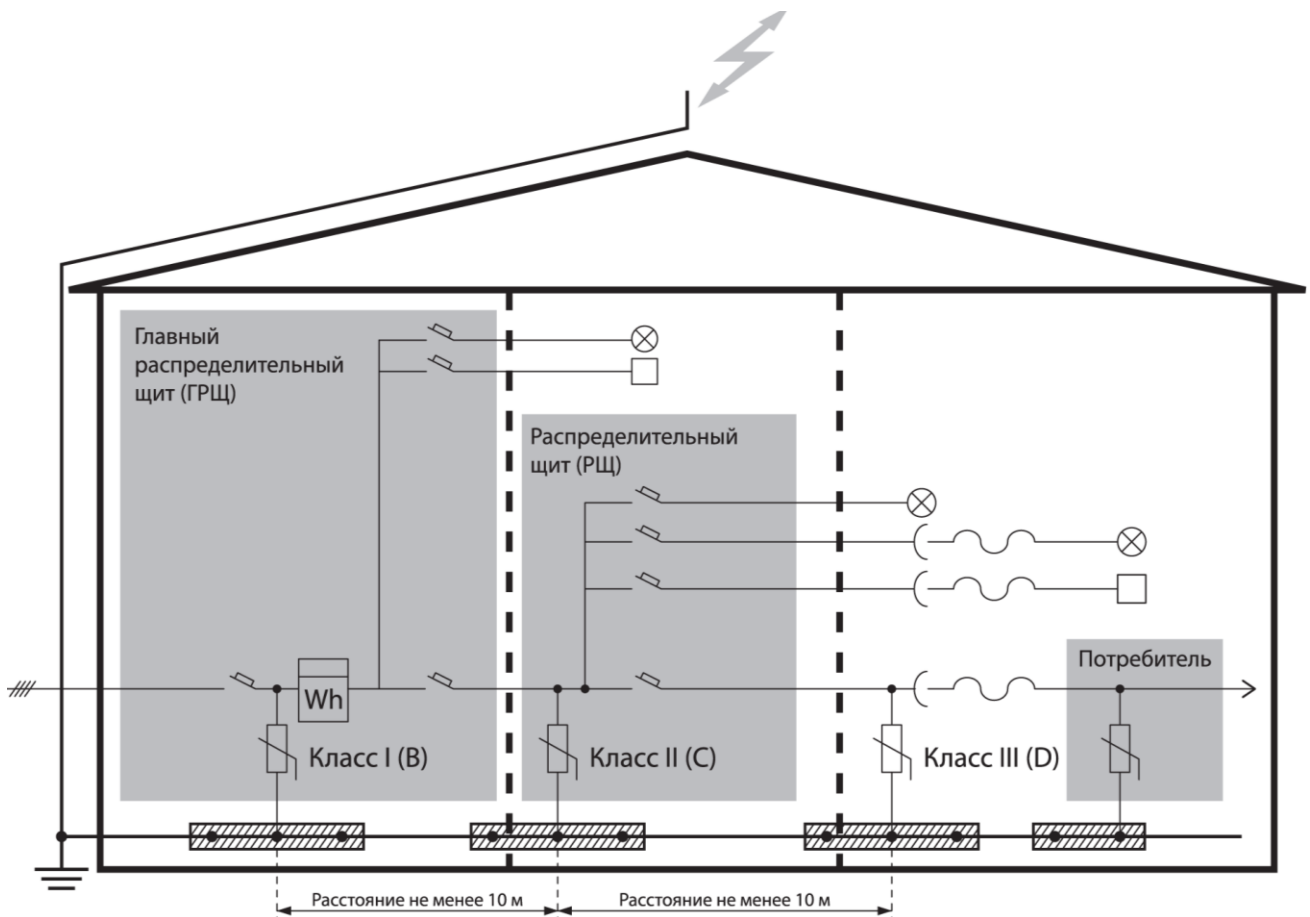 Главный
распределительный
щит (ГРЩ)
Распределительный
щит (РЩ)
Потребитель
Wh
Класс I (B)
Класс II (C)
Класс III (D)
Расстояние не менее 10 м
Расстояние не менее 10 м